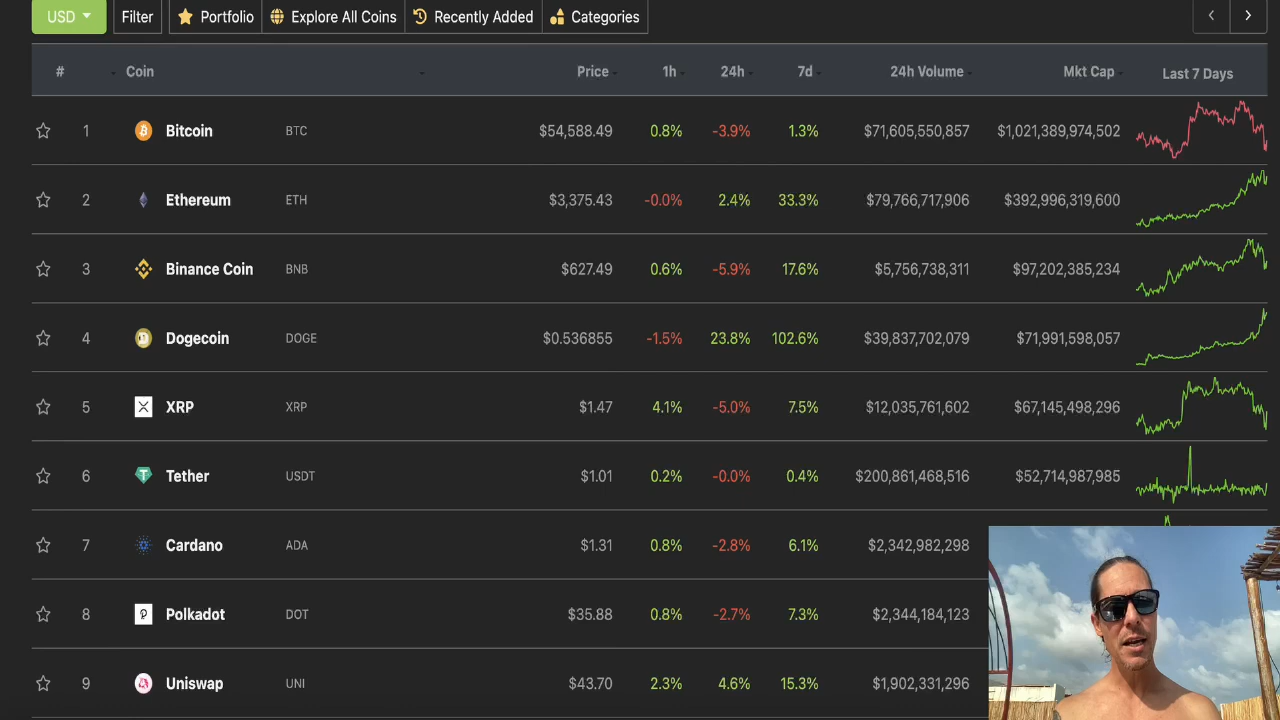 USD Filter Portfolio Explore All Coins Recently Added Categories
# Coin Price 1h 24h 7d 24h Volume Mkt Cap Last 7 Days
1 Bitcoin BTC $54,588.49 0.8% -3.9% 1.3% $71,605,550,857 $1,021,389,974,502
2 Ethereum ETH $3,375.43 -0.0% 2.4% 33.3% $79,766,717,906 $392,996,319,600
3 Binance Coin BNB $627.49 0.6% -5.9% 17.6% $5,756,738,311 $97,202,385,234
4 Dogecoin DOGE $0.536855 -1.5% 23.8% 102.6% $39,837,702,079 $71,991,598,057
5 XRP XRP $1.47 4.1% -5.0% 7.5% $12,035,761,602 $67,145,498,296
6 Tether USDT $1.01 0.2% -0.0% 0.4% $200,861,468,516 $52,714,987,985
7 Cardano ADA $1.31 0.8% -2.8% 6.1% $2,342,982,298
8 Polkadot DOT $35.88 0.8% -2.7% 7.3% $2,344,184,123
9 Uniswap UNI $43.70 2.3% 4.6% 15.3% $1,902,331,296